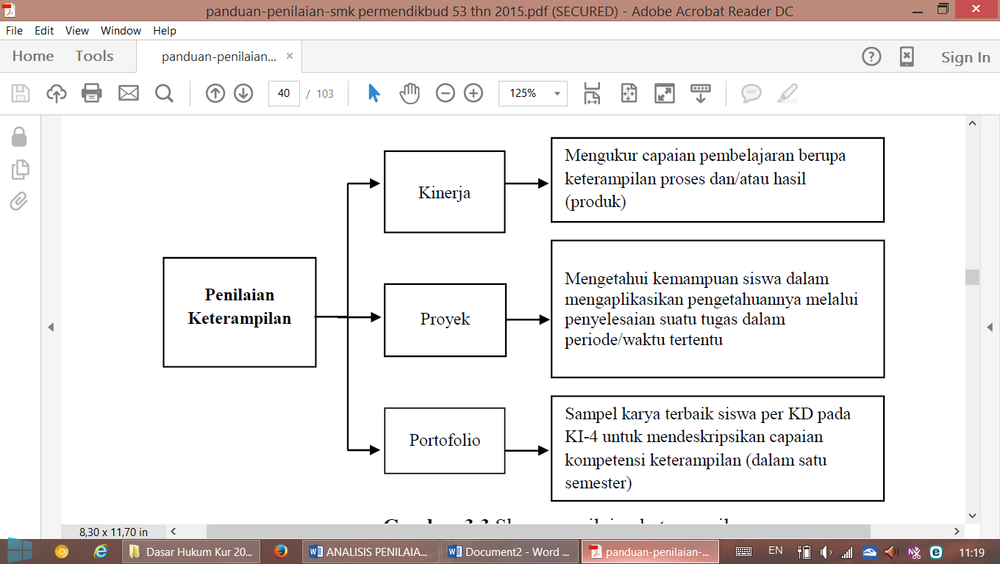 panduan-penilaian-smk permendikbud 53 thn 2015.pdf (SECURED) - Adobe Acrobat Reader DC
File Edit View Window Help
Home Tools panduan-penilaian... × Sign In
40 / 103 125%
Mengukur capaian pembelajaran berupa
keterampilan proses dan/atau hasil
(produk)
Kinerja
Penilaian
Keterampilan
Mengetahui kemampuan siswa dalam
mengaplikasikan pengetahuannya melalui
penyelesaian suatu tugas dalam
periode/waktu tertentu
Proyek
Sampel karya terbaik siswa per KD pada
KI-4 untuk mendeskripsikan capaian
kompetensi keterampilan (dalam satu
semester)
Portofolio
8,30 x 11,70 in
Dasar Hukum Kur 20... ANALISIS PENILAIA... Document2 - Word ... panduan-penilaian-... EN 11:19